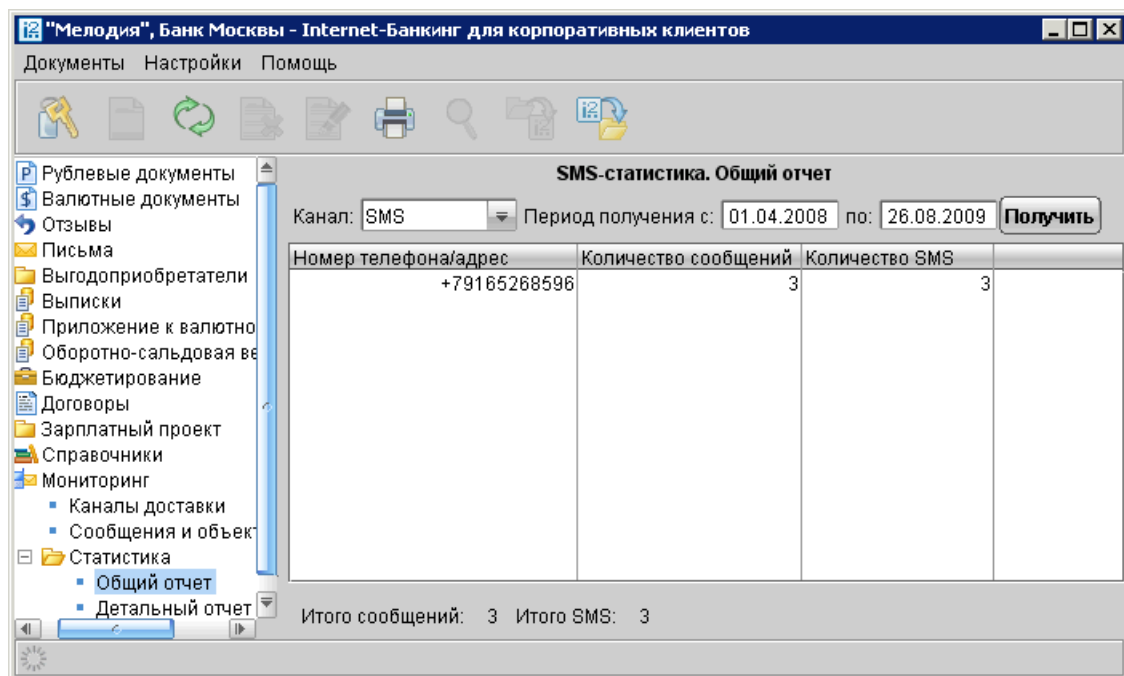 "Мелодия", Банк Москвы - Internet-Банкинг для корпоративных клиентов
Документы Настройки Помощь
Рублевые документы
Валютные документы
Отзывы
Письма
Выгодоприобретатели
Выписки
Приложение к валютно
Оборотно-сальдовая ве
Бюджетирование
Договоры
Зарплатный проект
Справочники
Мониторинг
Каналы доставки
Сообщения и объект
Статистика
Общий отчет
Детальный отчет
SMS-статистика. Общий отчет
Канал: SMS Период получения с: 01.04.2008 по: 26.08.2009 Получить
Номер телефона/адрес Количество сообщений Количество SMS
+79165268596 3 3
Итого сообщений: 3 Итого SMS: 3